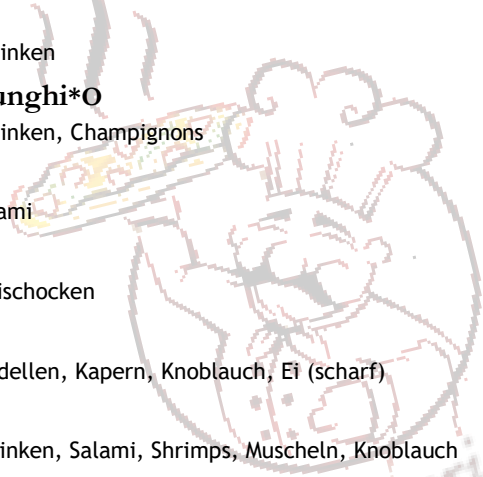 inken
unghi*O
inken, Champignons
ami
ischocken
dellen, Kapern, Knoblauch, Ei (scharf)
inken, Salami, Shrimps, Muscheln, Knoblauch